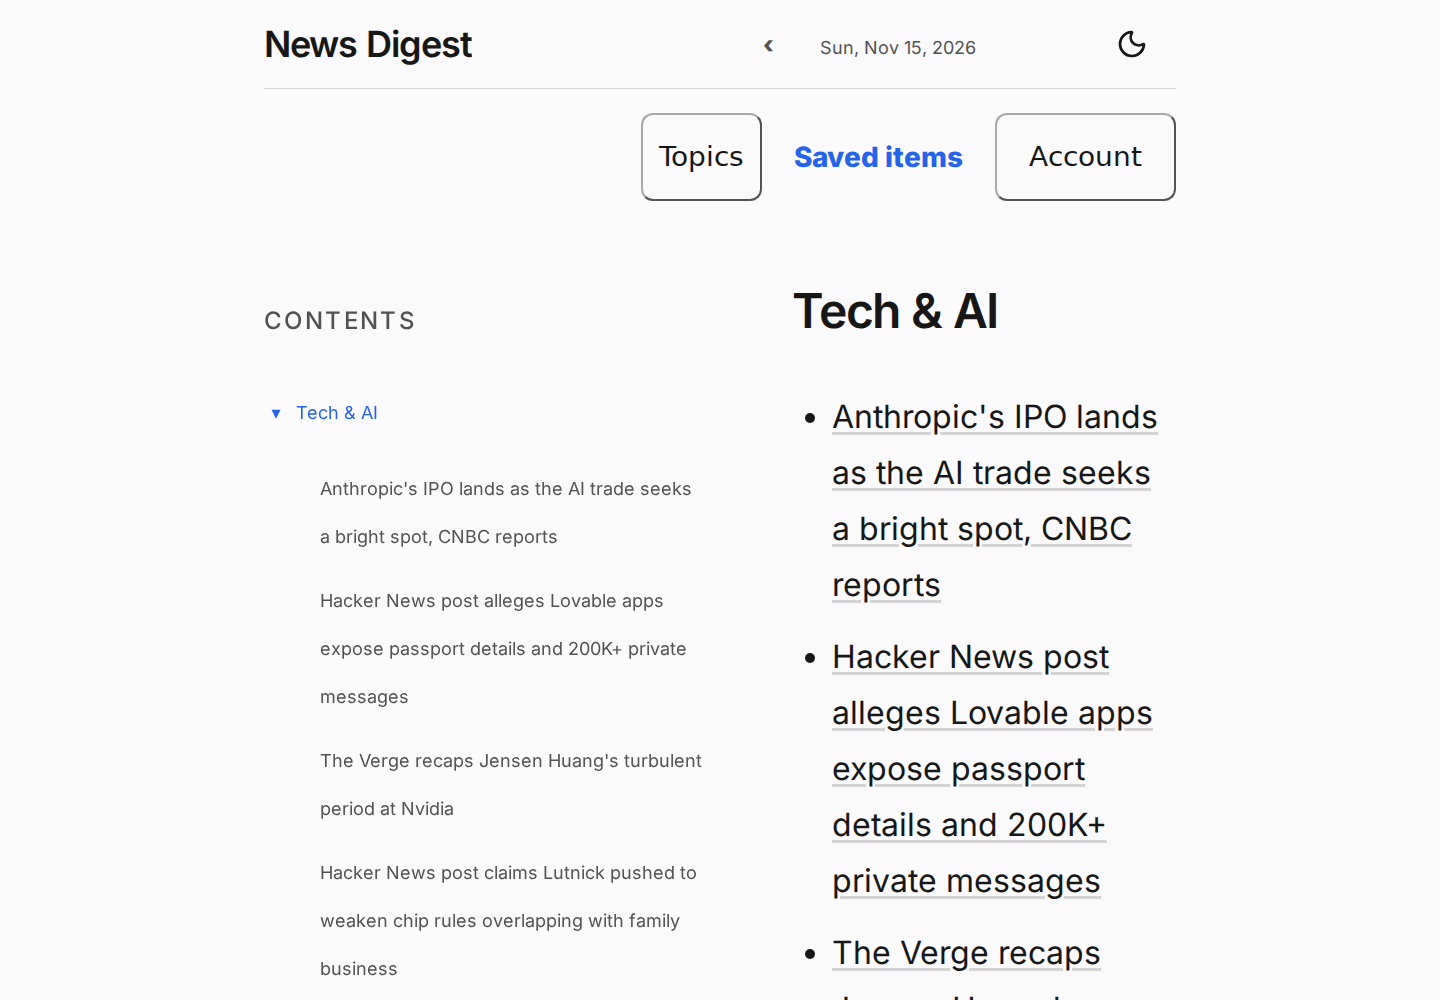 News Digest
‹
Sun, Nov 15, 2026
Topics
Saved items
Account
CONTENTS
▼ Tech & AI
Anthropic's IPO lands as the AI trade seeks
a bright spot, CNBC reports
Hacker News post alleges Lovable apps
expose passport details and 200K+ private
messages
The Verge recaps Jensen Huang's turbulent
period at Nvidia
Hacker News post claims Lutnick pushed to
weaken chip rules overlapping with family
business
Tech & AI
• Anthropic's IPO lands
as the AI trade seeks
a bright spot, CNBC
reports
• Hacker News post
alleges Lovable apps
expose passport
details and 200K+
private messages
• The Verge recaps